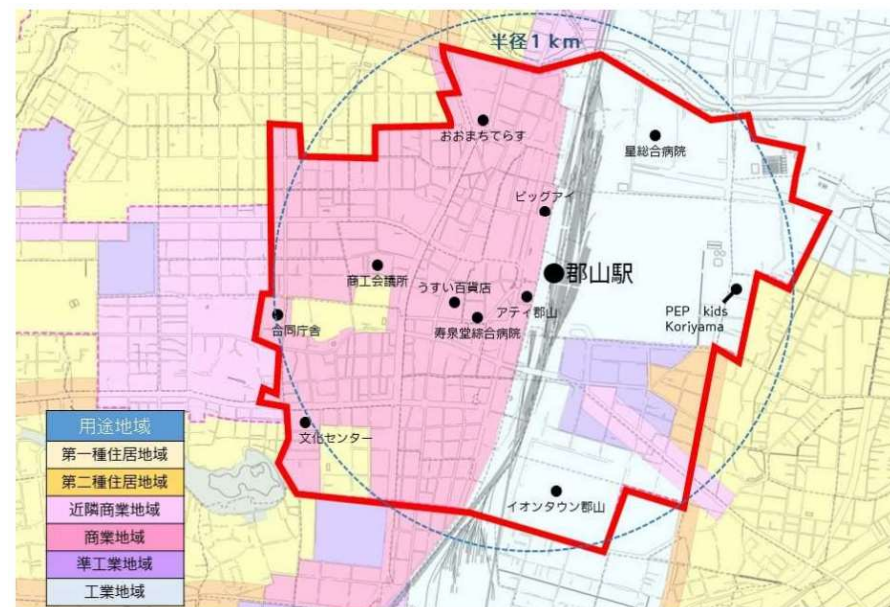 半径1km
おおまちてらす
星総合病院
ビッグアイ
郡山駅
商工会議所
うすい百貨店
アティ郡山
寿泉堂綜合病院
合同庁舎
PEP kids
Koriyama
文化センター
イオンタウン郡山
用途地域
第一種住居地域
第二種住居地域
近隣商業地域
商業地域
準工業地域
工業地域